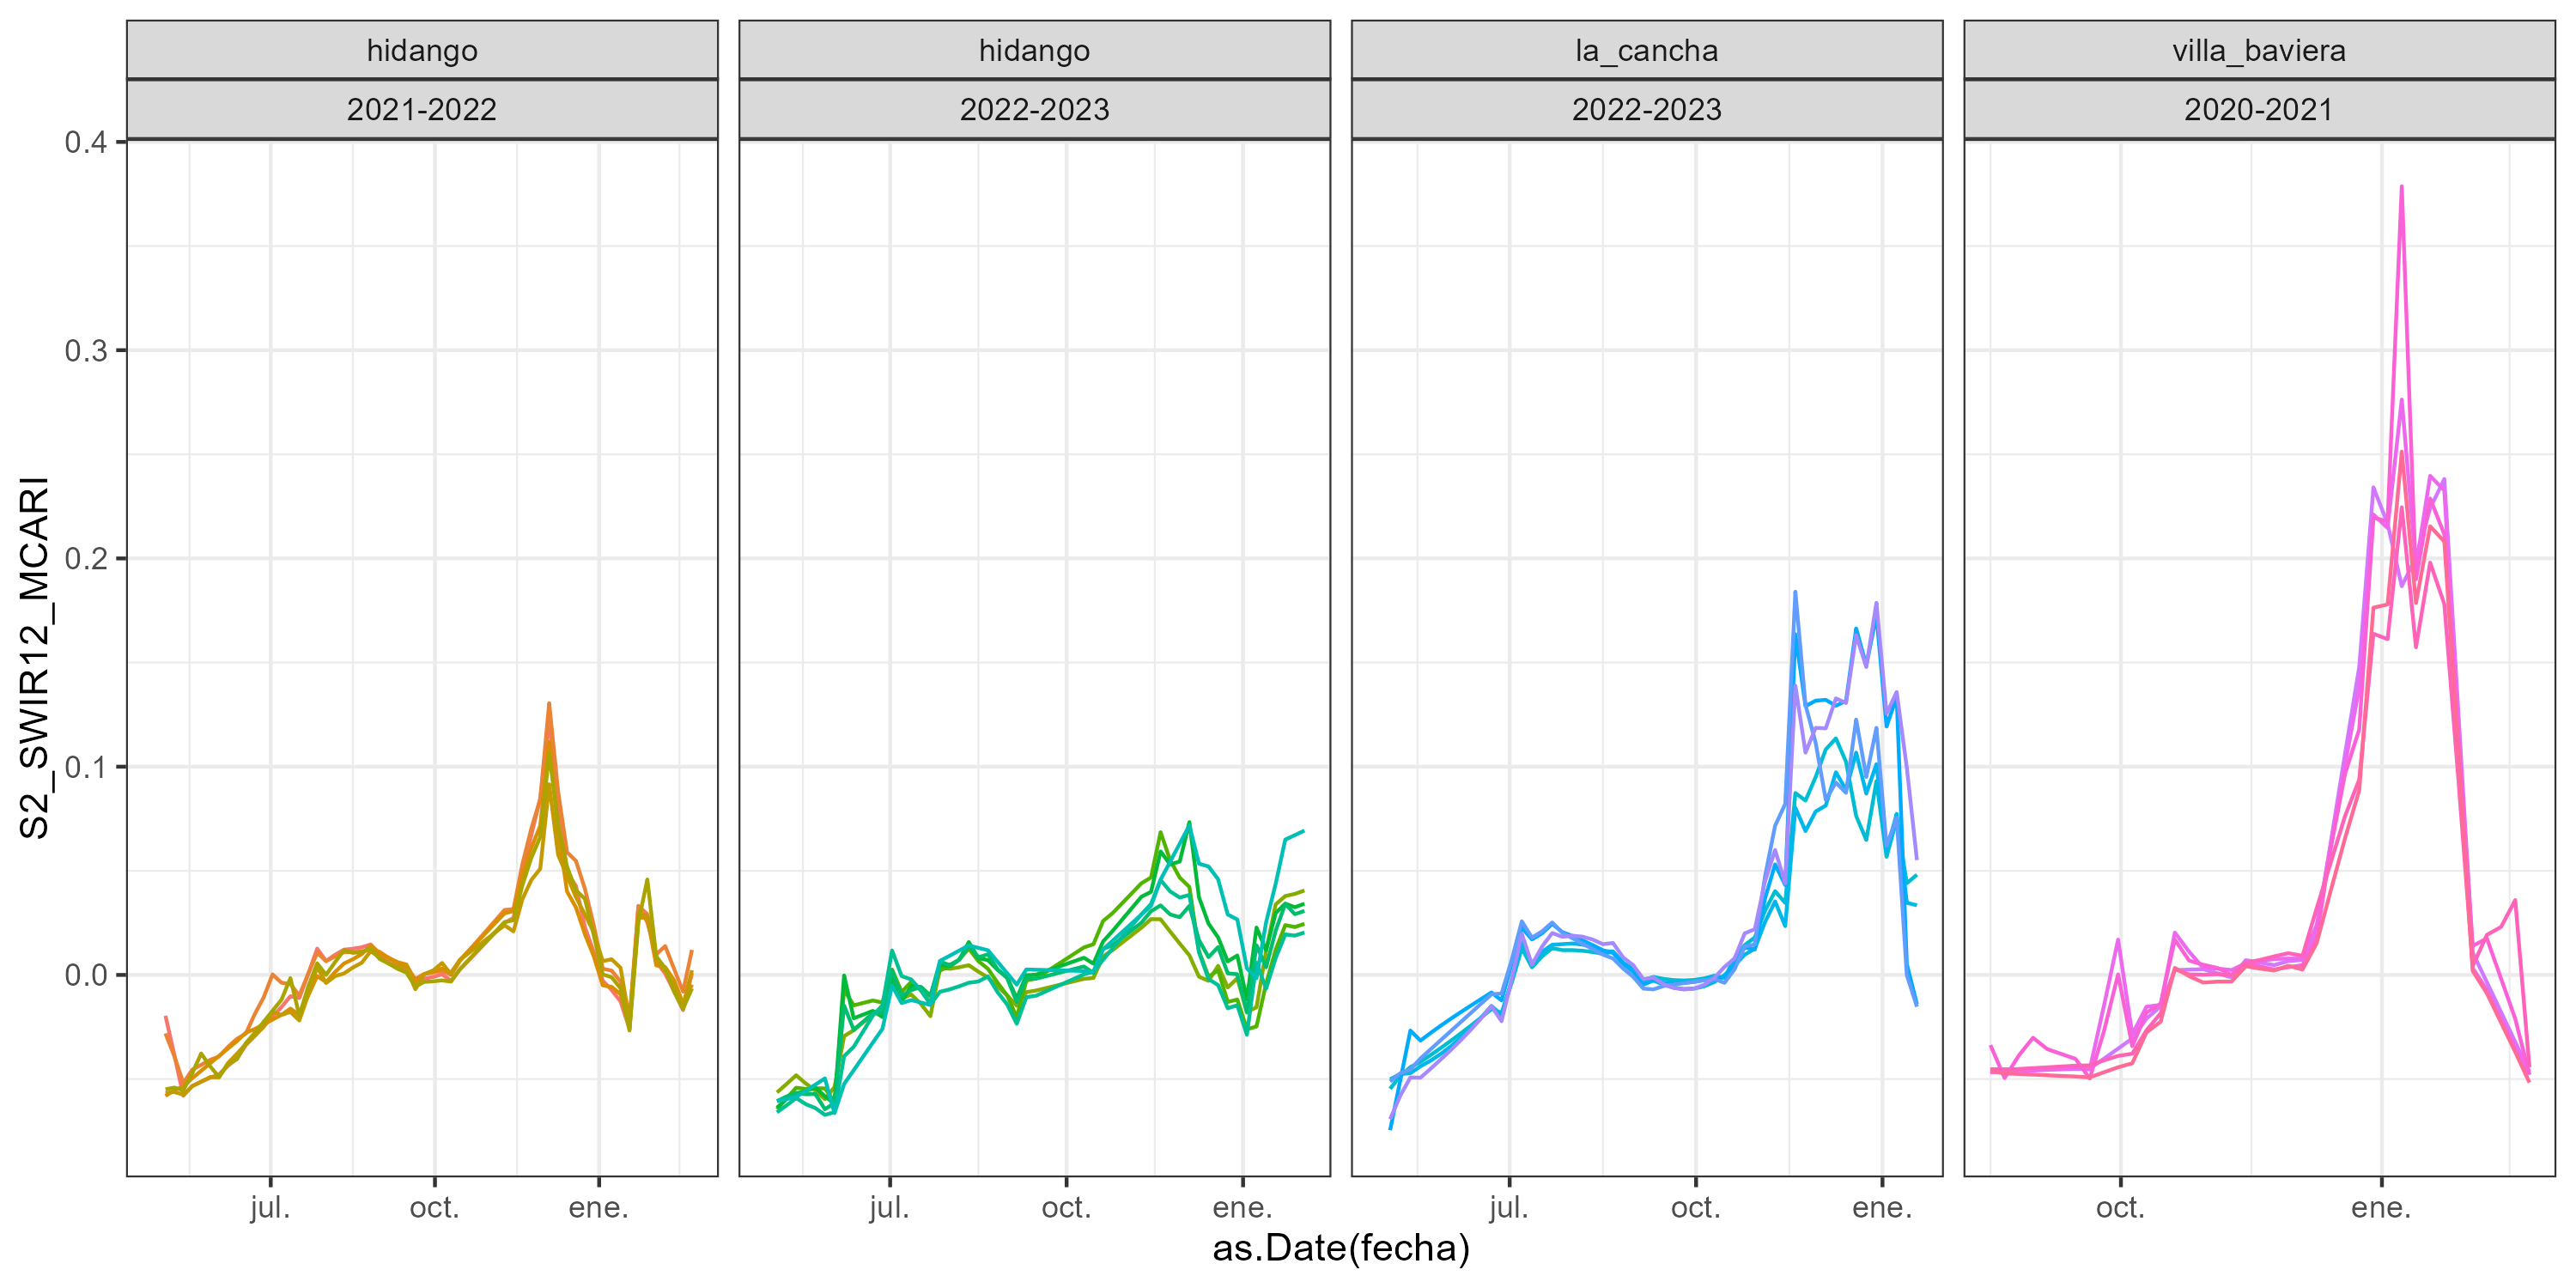 hidango
hidango
la_cancha
villa_baviera
2021-2022
2022-2023
2022-2023
2020-2021
0.4
0.3
0.2
0.1
0.0
S2_SWIR12_MCARI
jul.
oct.
ene.
jul.
oct.
ene.
jul.
oct.
ene.
oct.
ene.
as.Date(fecha)